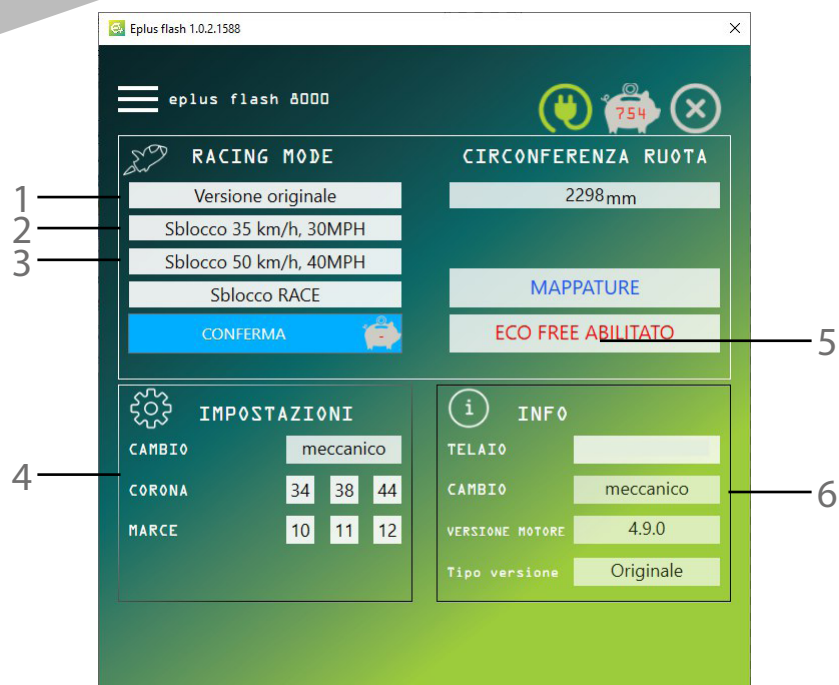 Eplus flash 1.0.2.1588
eplus flash 8000
754
RACING MODE
Versione originale
Sblocco 35 km/h, 30MPH
Sblocco 50 km/h, 40MPH
Sblocco RACE
CONFERMA -
CIRCONFERENZA RUOTA
2298 mm
MAPPATURE
ECO FREE ABILITATO
IMPOSTAZIONI
CAMBIO meccanico
CORONA 34 38 44
MARCE 10 11 12
i INFO
TELAIO
CAMBIO meccanico
VERSIONE MOTORE 4.9.0
Tipo versione Originale
1
2
3
4
5
6